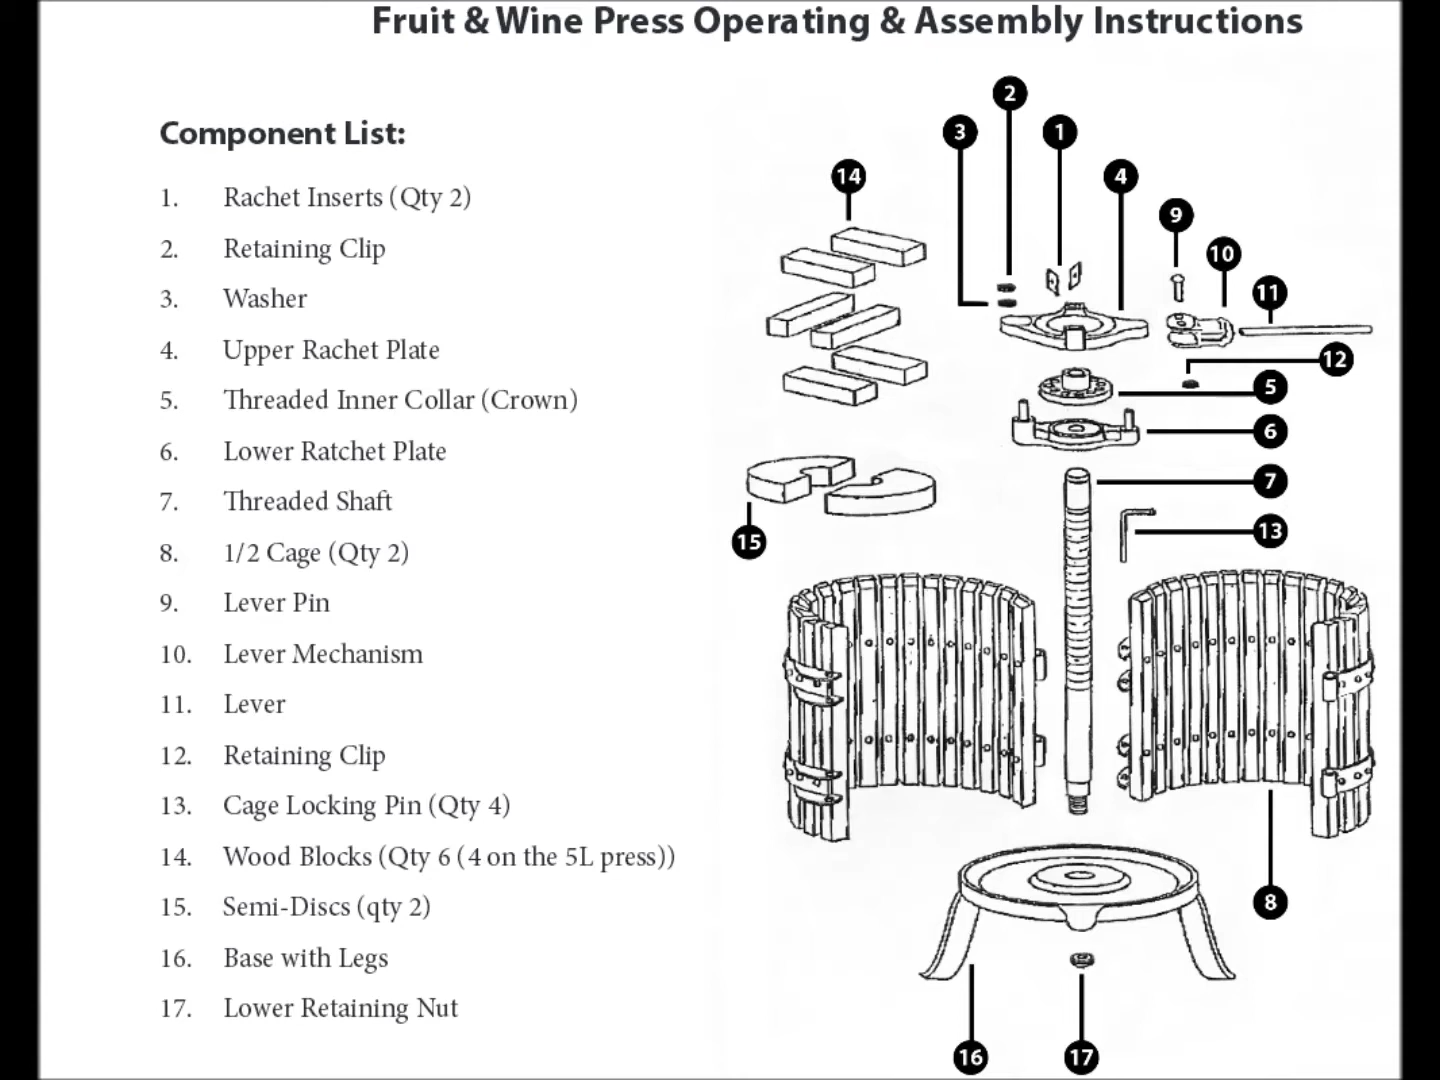 Fruit & Wine Press Operating & Assembly Instructions
Component List:
1. Rachet Inserts (Qty 2)
2. Retaining Clip
3. Washer
4. Upper Rachet Plate
5. Threaded Inner Collar (Crown)
6. Lower Ratchet Plate
7. Threaded Shaft
8. 1/2 Cage (Qty 2)
9. Lever Pin
10. Lever Mechanism
11. Lever
12. Retaining Clip
13. Cage Locking Pin (Qty 4)
14. Wood Blocks (Qty 6 (4 on the 5L press))
15. Semi-Discs (qty 2)
16. Base with Legs
17. Lower Retaining Nut
2
3
1
14
4
9
10
11
12
5
6
7
13
15
8
16
17